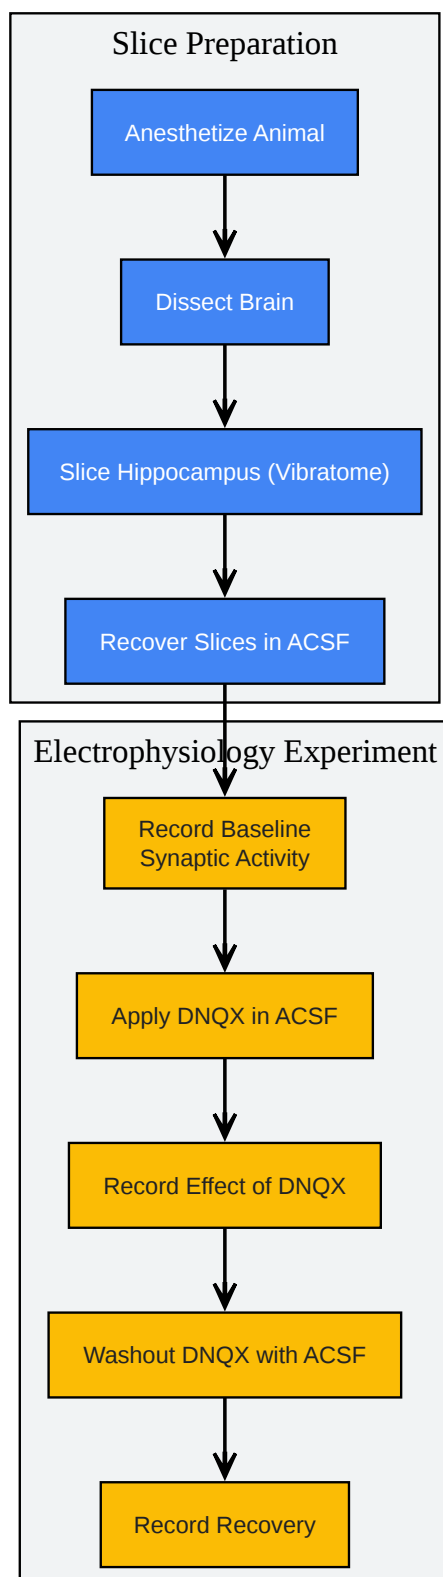 Slice Preparation
Anesthetize Animal
Dissect Brain
Slice Hippocampus (Vibratome)
Recover Slices in ACSF
Electrophysiology Experiment
Record Baseline
Synaptic Activity
Apply DNQX in ACSF
Record Effect of DNQX
Washout DNQX with ACSF
Record Recovery